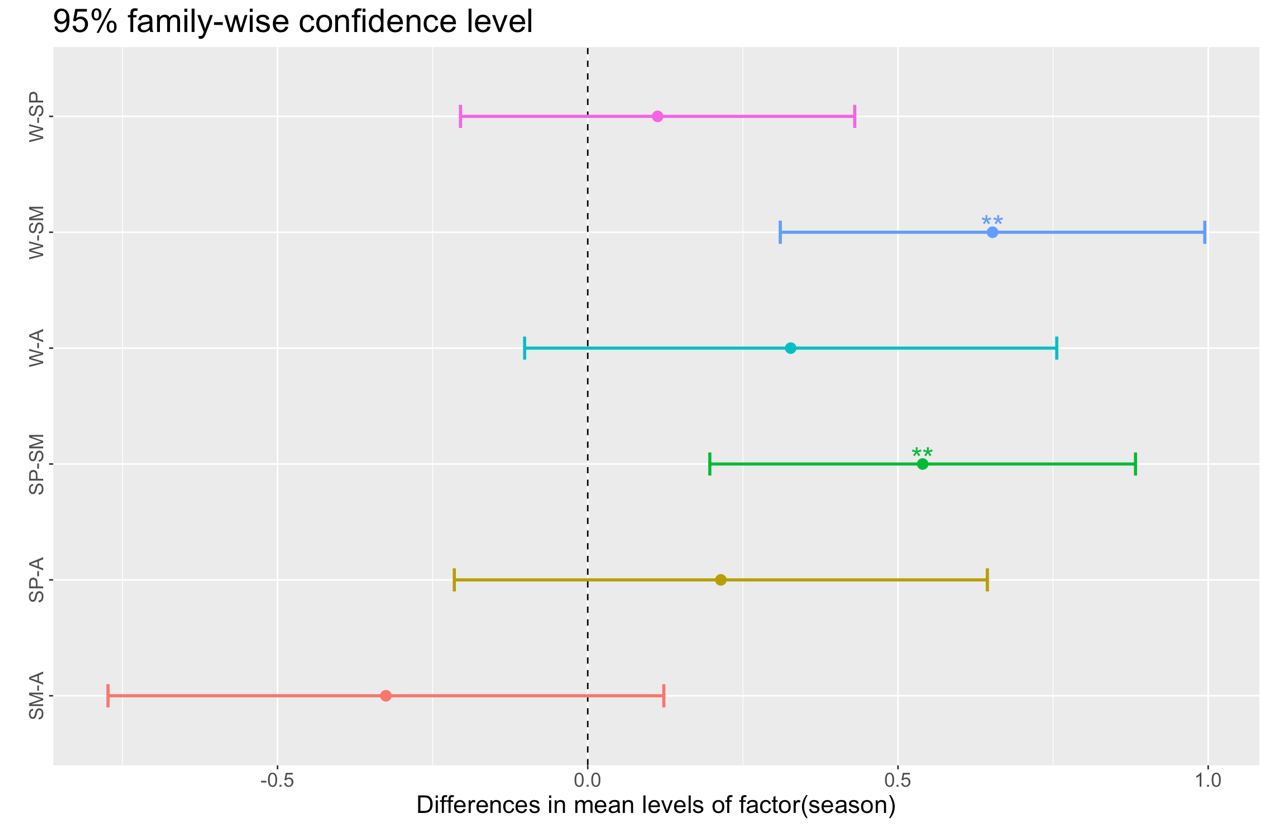 95% family-wise confidence level
W-SP
W-SM
**
W-A
SP-SM
**
SP-A
SM-A
-0.5
0.0
0.5
1.0
Differences in mean levels of factor(season)